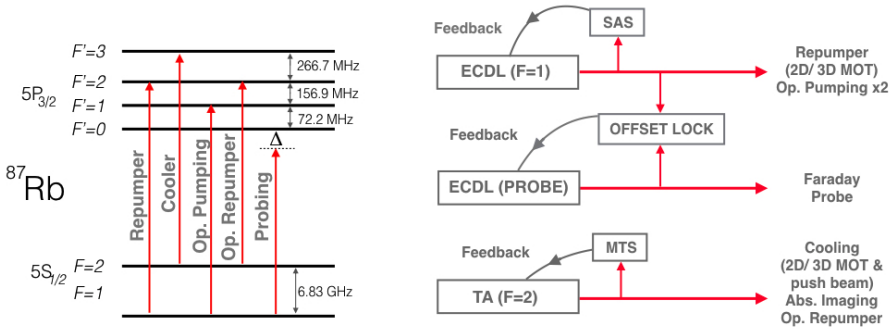 F'=3
266.7 MHz
5P3/2
F'=2
156.9 MHz
F'=1
72.2 MHz
F'=0
Δ
87Rb
Repumper
Cooler
Op. Pumping
Op. Repumper
Probing
5S1/2
F=2
F=1
6.83 GHz
Feedback
SAS
ECDL (F=1)
Repumper
(2D/ 3D MOT)
Op. Pumping x2
Feedback
OFFSET LOCK
ECDL (PROBE)
Faraday
Probe
Feedback
MTS
TA (F=2)
Cooling
(2D/ 3D MOT &
push beam)
Abs. Imaging
Op. Repumper